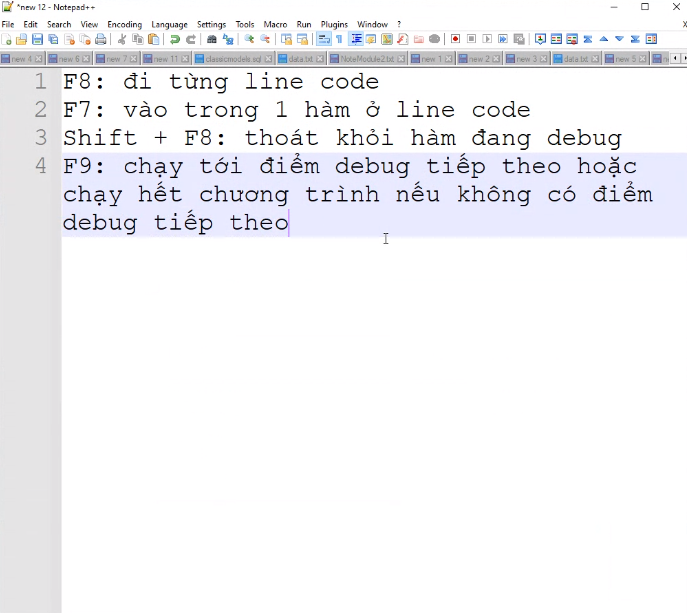 *new 12 - Notepad++
File Edit Search View Encoding Language Settings Tools Macro Run Plugins Window ?
new 4 new 6 new 7 new 11 classicmodels.sql data.txt NoteModule2.txt new 1 new 2 new 3 data.txt new 5
1 F8: đi từng line code
2 F7: vào trong 1 hàm ở line code
3 Shift + F8: thoát khỏi hàm đang debug
4 F9: chạy tới điểm debug tiếp theo hoặc
chạy hết chương trình nếu không có điểm
debug tiếp theo